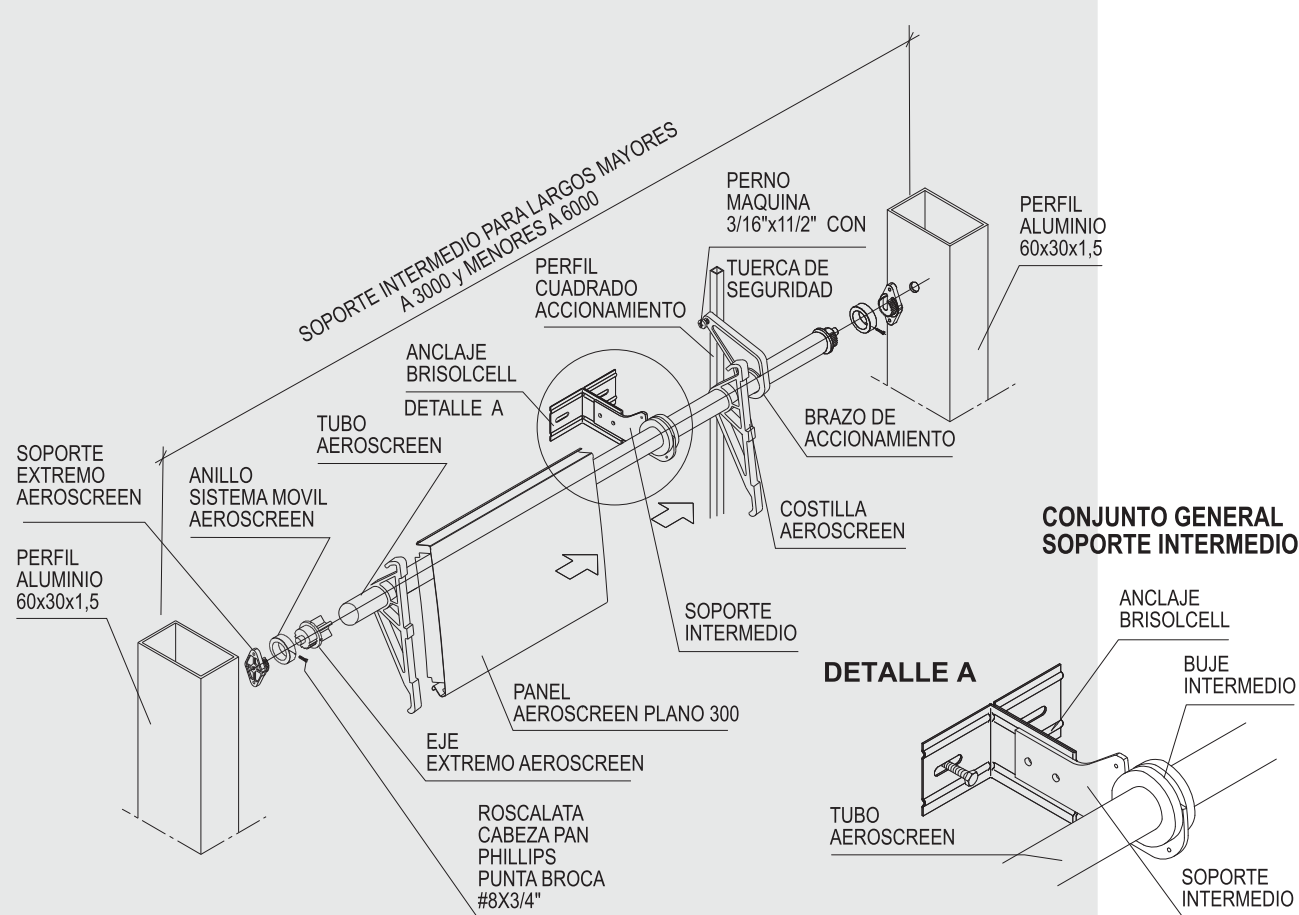 SOPORTE INTERMEDIO PARA LARGOS MAYORES
A 3000 y MENORES A 6000
PERNO
MAQUINA
3/16"x11/2" CON
TUERCA DE
SEGURIDAD
PERFIL
ALUMINIO
60x30x1,5
PERFIL
CUADRADO
ACCIONAMIENTO
ANCLAJE
BRISOLCELL
DETALLE A
TUBO
AEROSCREEN
BRAZO DE
ACCIONAMIENTO
SOPORTE
EXTREMO
AEROSCREEN
ANILLO
SISTEMA MOVIL
AEROSCREEN
COSTILLA
AEROSCREEN
PERFIL
ALUMINIO
60x30x1,5
SOPORTE
INTERMEDIO
PANEL
AEROSCREEN PLANO 300
EJE
EXTREMO AEROSCREEN
ROSCALATA
CABEZA PAN
PHILLIPS
PUNTA BROCA
#8X3/4"
CONJUNTO GENERAL
SOPORTE INTERMEDIO
DETALLE A
ANCLAJE
BRISOLCELL
BUJE
INTERMEDIO
TUBO
AEROSCREEN
SOPORTE
INTERMEDIO